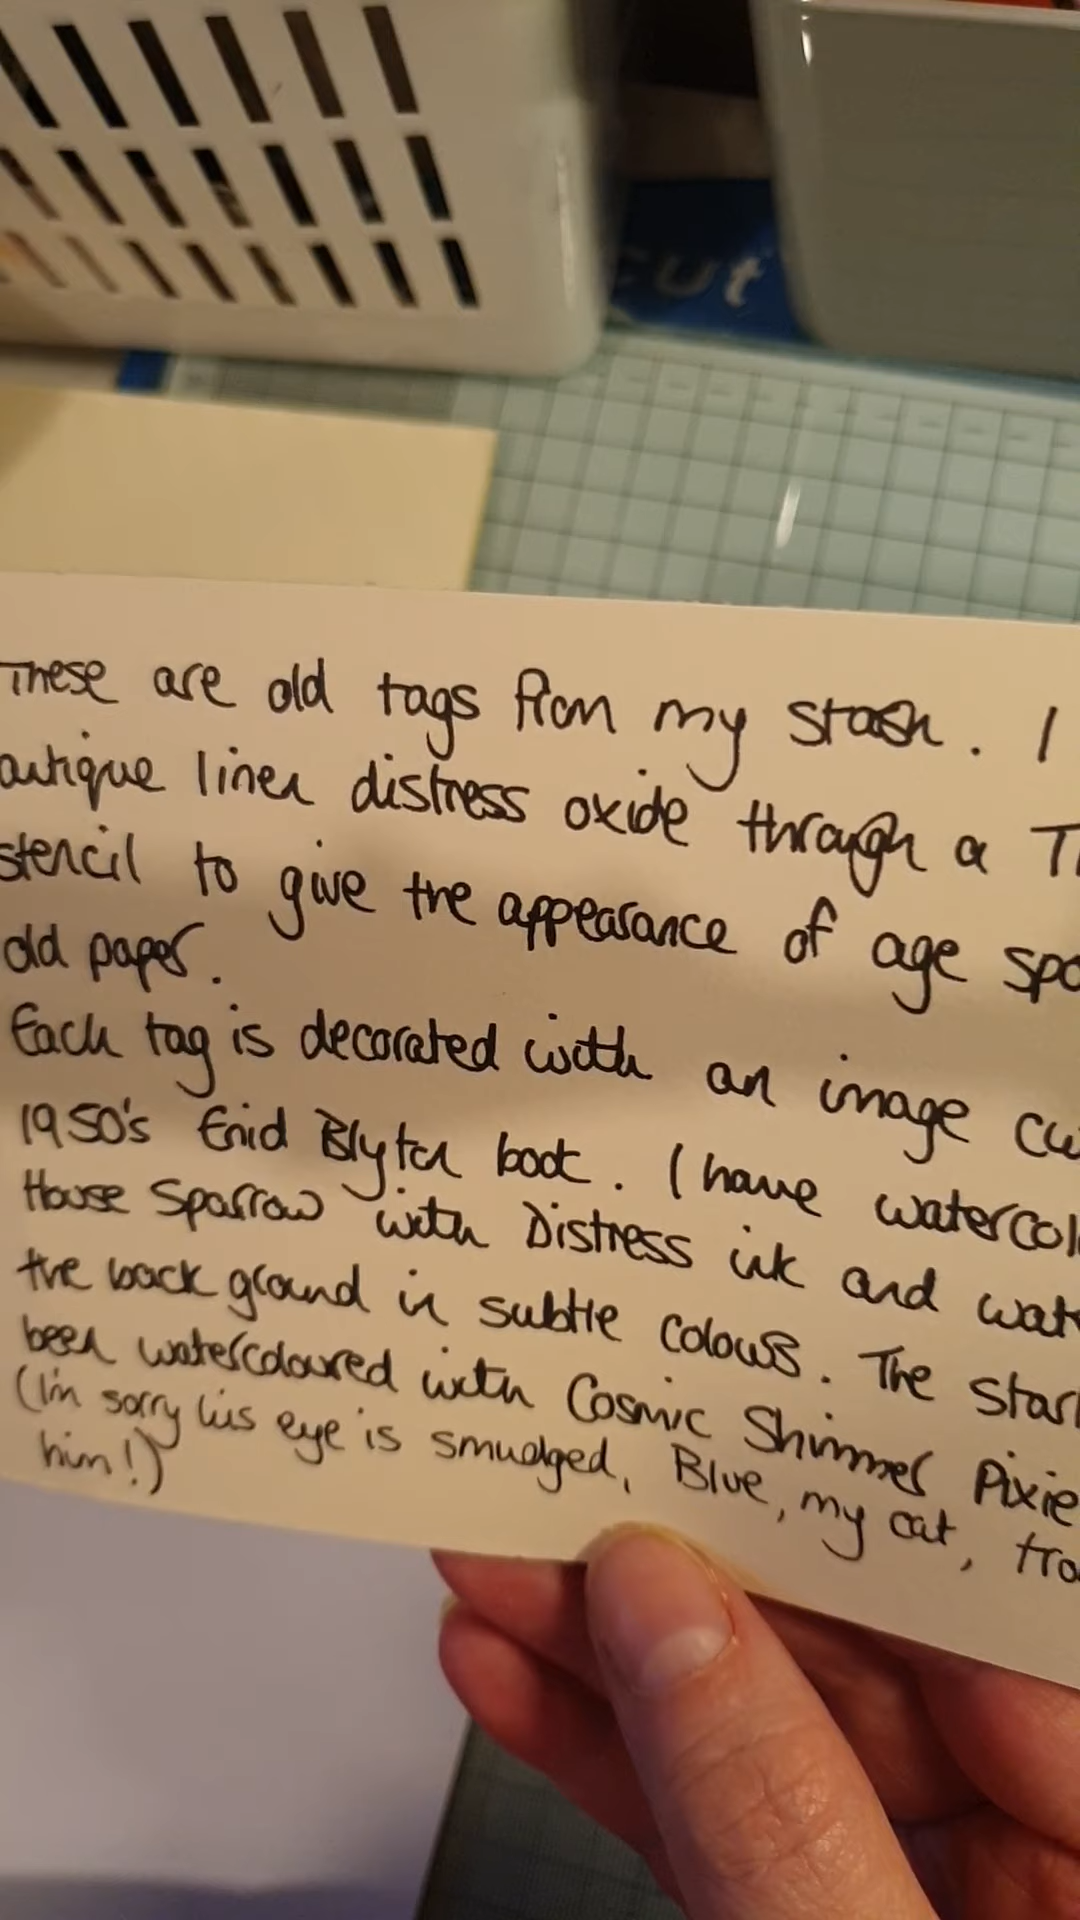 cut
These are old tags from my stash. I
antique linen distress oxide through a
stencil to give the appearance of age
old paper.
Each tag is decorated with an image
1950's Enid Blyton book. I have
House Sparrow with Distress ink and
the background in subtle colours. The
been watercoloured with Cosmic Shimmer Pixie
(I'm sorry his eye is smudged, Blue, my cat,
him!)